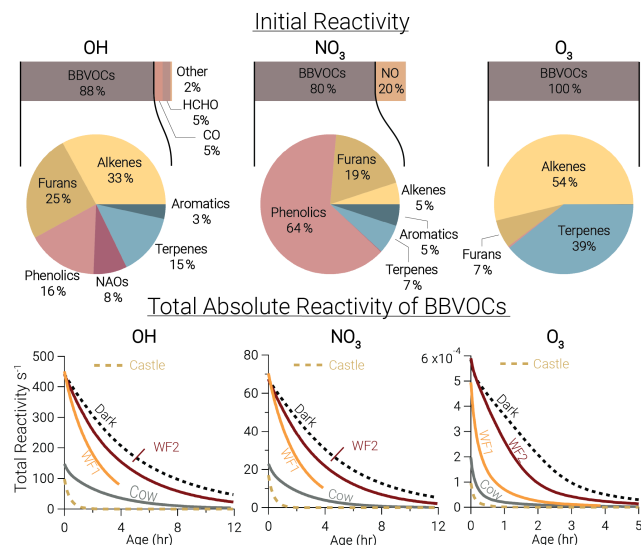 Initial Reactivity
OH
NO3
O3
BBVOCs
88%
Other
2%
HCHO
5%
CO
5%
BBVOCs
80%
NO
20%
BBVOCs
100%
Alkenes
33%
Furans
25%
Aromatics
3%
Terpenes
15%
NAOs
8%
Phenolics
16%
Furans
19%
Alkenes
5%
Phenolics
64%
Aromatics
5%
Terpenes
7%
Alkenes
54%
Terpenes
39%
Furans
7%
Total Absolute Reactivity of BBVOCs
OH
NO3
O3
Total Reactivity s-1
500
400
300
200
100
0
Castle
Dark
WF2
WF1
Cow
0 4 8 12
Age (hr)
80
60
40
20
0
Castle
Dark
WF2
WF1
Cow
0 4 8 12
Age (hr)
6 x10-4
5
4
3
2
1
0
Castle
Dark
WF2
WF1
Cow
0 1 2 3 4 5
Age (hr)